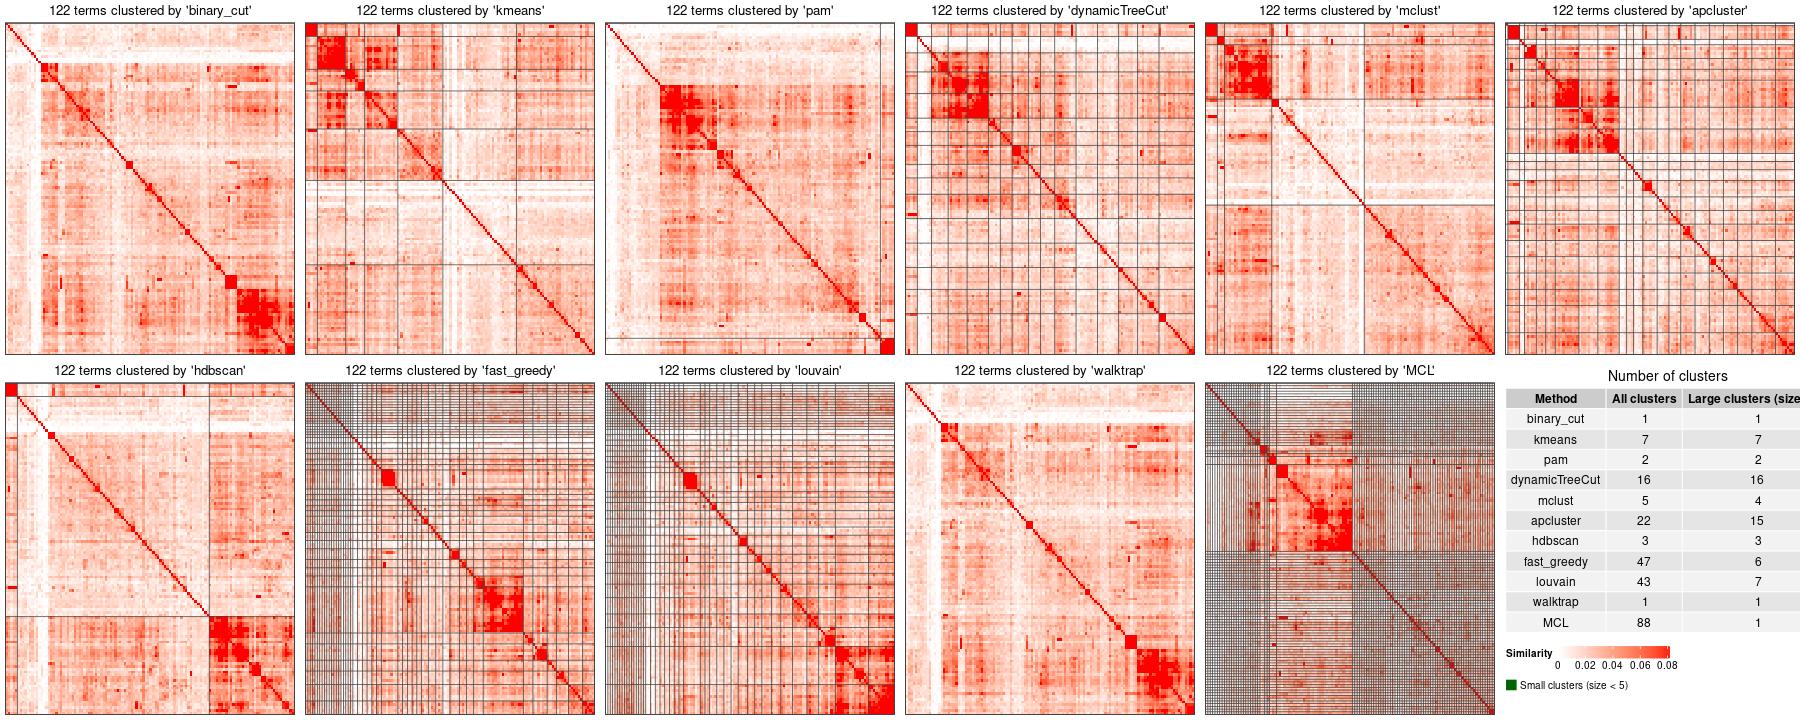 122 terms clustered by 'binary_cut'
122 terms clustered by 'kmeans'
122 terms clustered by 'pam'
122 terms clustered by 'dynamicTreeCut'
122 terms clustered by 'mclust'
122 terms clustered by 'apcluster'
122 terms clustered by 'hdbscan'
122 terms clustered by 'fast_greedy'
122 terms clustered by 'louvain'
122 terms clustered by 'walktrap'
122 terms clustered by 'MCL'
Number of clusters
Method All clusters Large clusters (size
binary_cut 1 1
kmeans 7 7
pam 2 2
dynamicTreeCut 16 16
mclust 5 4
apcluster 22 15
hdbscan 3 3
fast_greedy 47 6
louvain 43 7
walktrap 1 1
MCL 88 1
Similarity
0 0.02 0.04 0.06 0.08
Small clusters (size < 5)